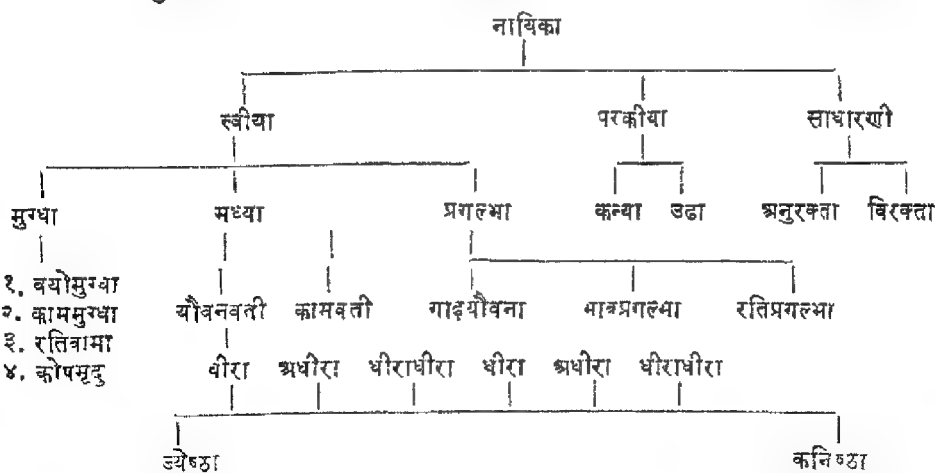 नायिका
स्वीया परकीया साधारणी
मुग्धा मध्या प्रगल्भा कन्या उढा अनुरक्ता विरक्ता
१. वयोमुग्धा
२. काममुग्धा
३. रतिवामा
४. कोपमृदु
यौवनवती कामवती गाढ़यौवना भावप्रगल्भा रतिप्रगल्भा
धीरा अधीरा धीराधीरा धीरा अधीरा धीराधीरा
ज्येष्ठा कनिष्ठा